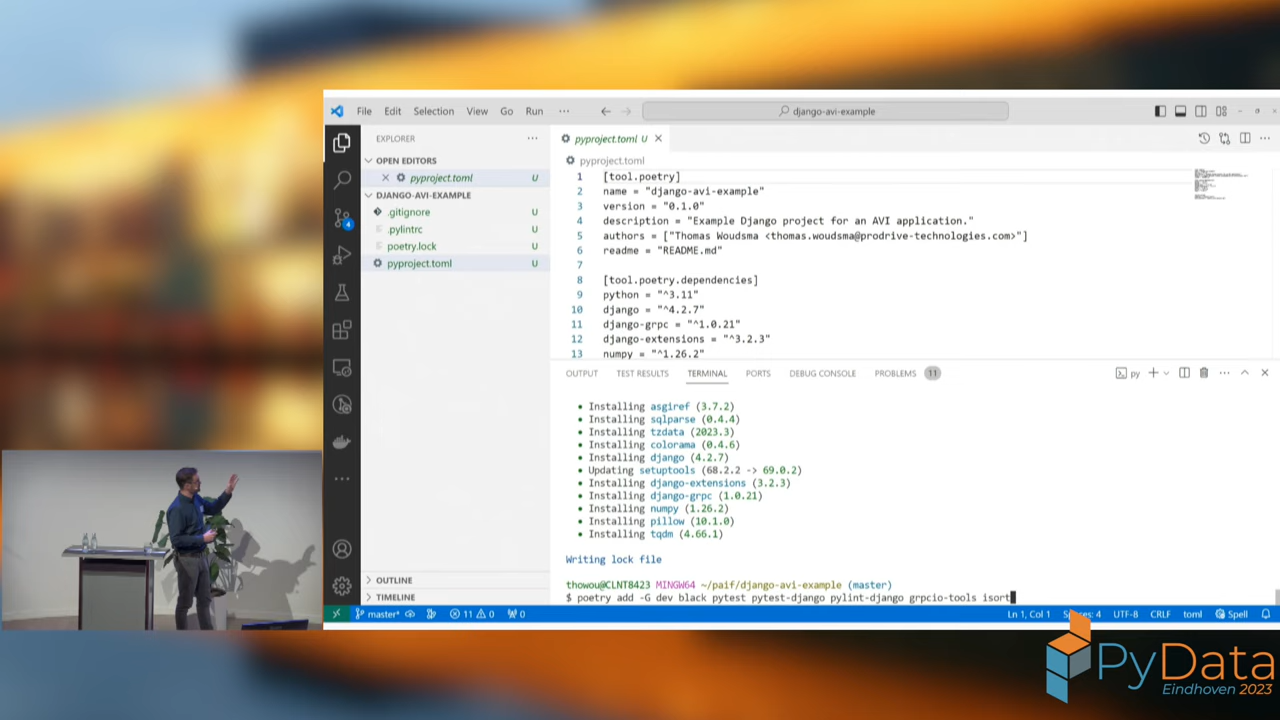 File Edit Selection View Go Run ··· django-avi-example
EXPLORER
OPEN EDITORS
pyproject.toml U
DJANGO-AVI-EXAMPLE
.gitignore U
.pylintrc U
poetry.lock U
pyproject.toml U
OUTLINE
TIMELINE
4
pyproject.toml U
pyproject.toml
1 [tool.poetry]
2 name = "django-avi-example"
3 version = "0.1.0"
4 description = "Example Django project for an AVI application."
5 authors = ["Thomas Woudsma <thomas.woudsma@prodrive-technologies.com>"]
6 readme = "README.md"
7
8 [tool.poetry.dependencies]
9 python = "^3.11"
10 django = "^4.2.7"
11 django-grpc = "^1.0.21"
12 django-extensions = "^3.2.3"
13 numpy = "^1.26.2"
OUTPUT TEST RESULTS TERMINAL PORTS DEBUG CONSOLE PROBLEMS 11 py
• Installing asgiref (3.7.2)
• Installing sqlparse (0.4.4)
• Installing tzdata (2023.3)
• Installing colorama (0.4.6)
• Installing django (4.2.7)
• Updating setuptools (68.2.2 -> 69.0.2)
• Installing django-extensions (3.2.3)
• Installing django-grpc (1.0.21)
• Installing numpy (1.26.2)
• Installing pillow (10.1.0)
• Installing tqdm (4.66.1)
Writing lock file
thowou@CLNT8423 MINGW64 ~/paif/django-avi-example (master)
$ poetry add -G dev black pytest pytest-django pylint-django grpcio-tools isort
master* 11 0 0 Ln 1, Col 1 Spaces: 4 UTF-8 CRLF toml Spell
PyData
Eindhoven 2023